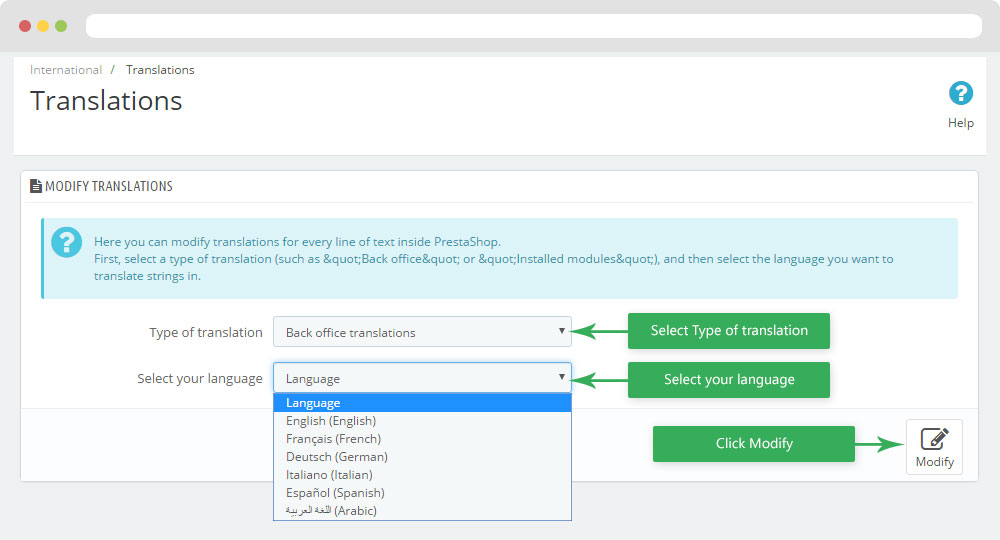 International / Translations
Translations
Help
MODIFY TRANSLATIONS
Here you can modify translations for every line of text inside PrestaShop.
First, select a type of translation (such as &quot;Back office&quot; or &quot;Installed modules&quot;), and then select the language you want to
translate strings in.
Type of translation
Back office translations
Select Type of translation
Select your language
Language
Select your language
Language
English (English)
Français (French)
Deutsch (German)
Italiano (Italian)
Español (Spanish)
اللغة العربية (Arabic)
Click Modify
Modify